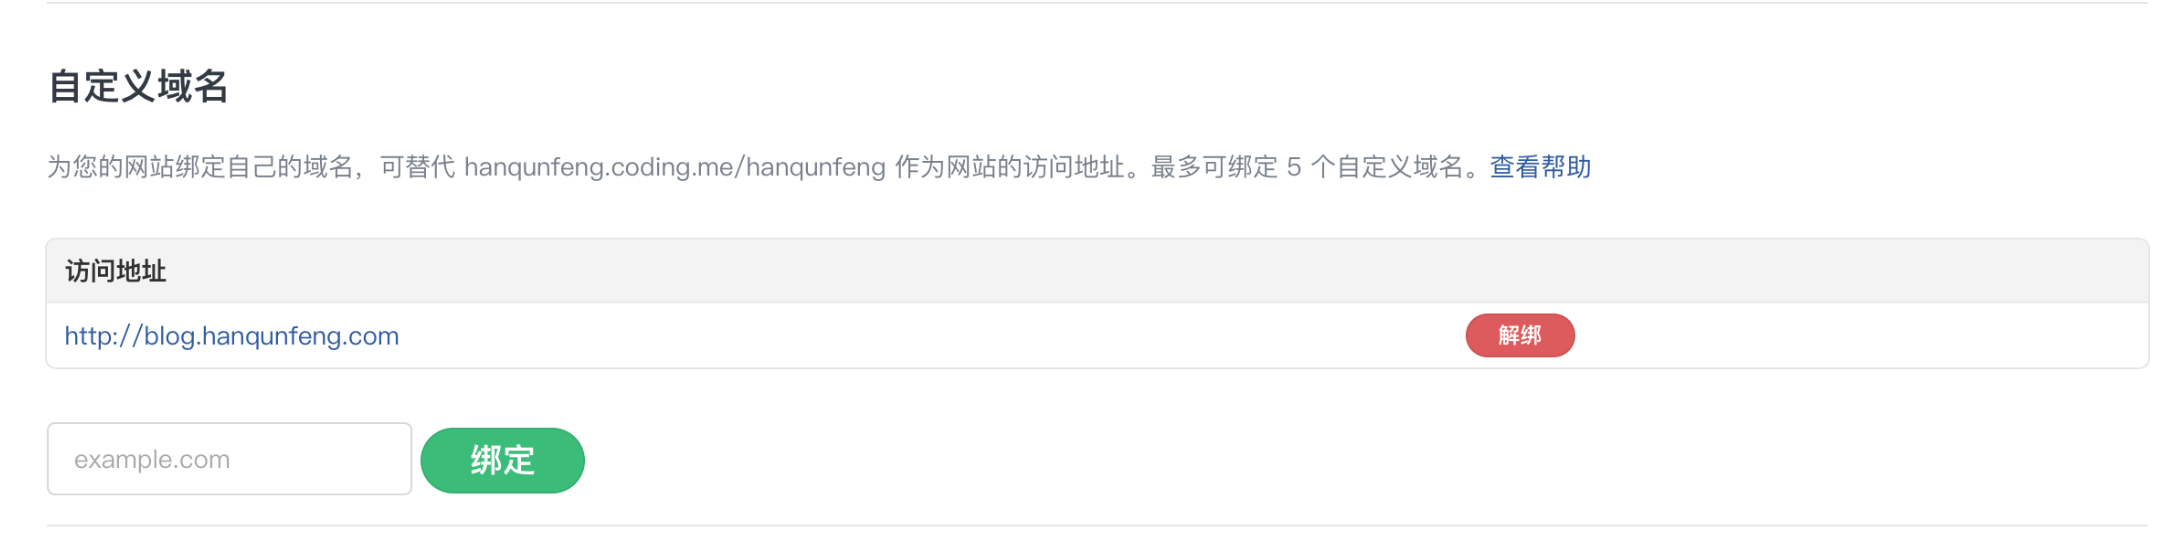 自定义域名
为您的网站绑定自己的域名，可替代 hanqunfeng.coding.me/hanqunfeng 作为网站的访问地址。最多可绑定 5 个自定义域名。查看帮助
访问地址
http://blog.hanqunfeng.com 解绑
example.com 绑定